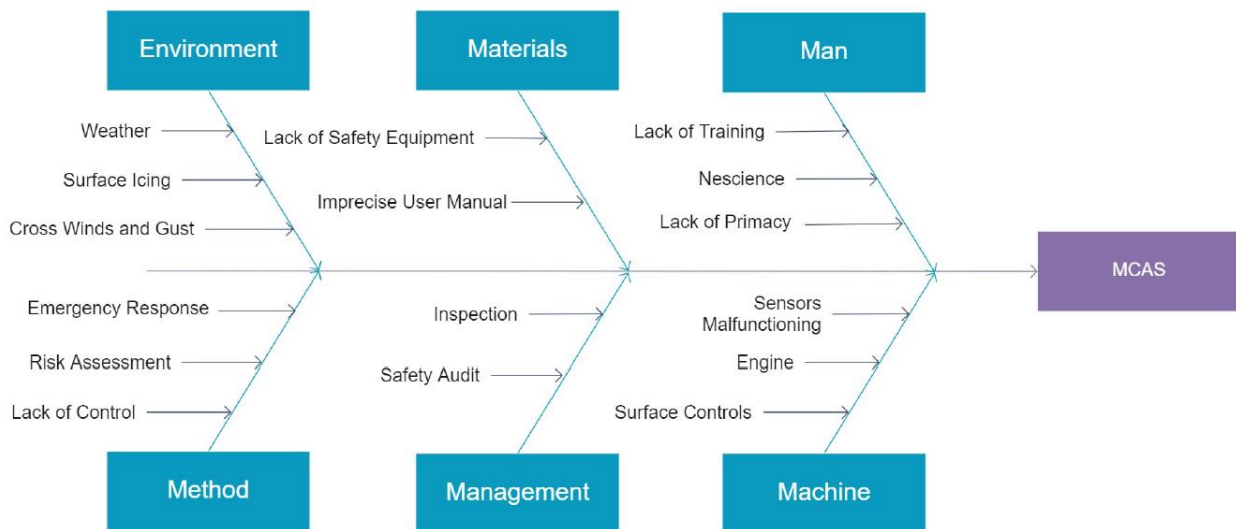 Environment
Materials
Man
Weather
Surface Icing
Cross Winds and Gust
Lack of Safety Equipment
Imprecise User Manual
Lack of Training
Nescience
Lack of Primacy
MCAS
Emergency Response
Risk Assessment
Lack of Control
Inspection
Safety Audit
Sensors
Malfunctioning
Engine
Surface Controls
Method
Management
Machine